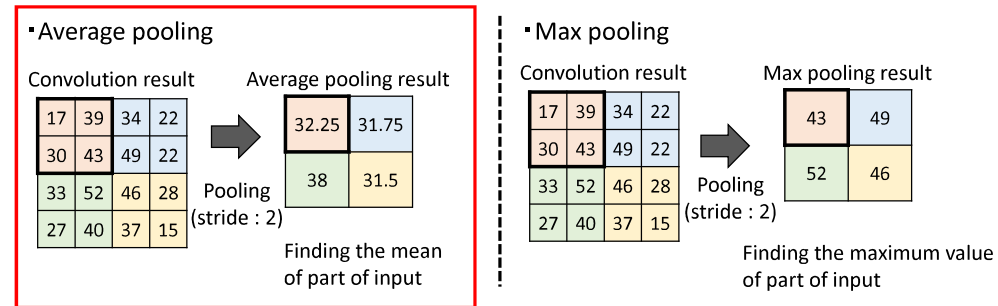 ・Average pooling
Convolution result
Average pooling result
17 39 34 22
30 43 49 22
33 52 46 28
27 40 37 15
Pooling
(stride : 2)
32.25 31.75
38 31.5
Finding the mean
of part of input
・Max pooling
Convolution result
Max pooling result
17 39 34 22
30 43 49 22
33 52 46 28
27 40 37 15
Pooling
(stride : 2)
43 49
52 46
Finding the maximum value
of part of input